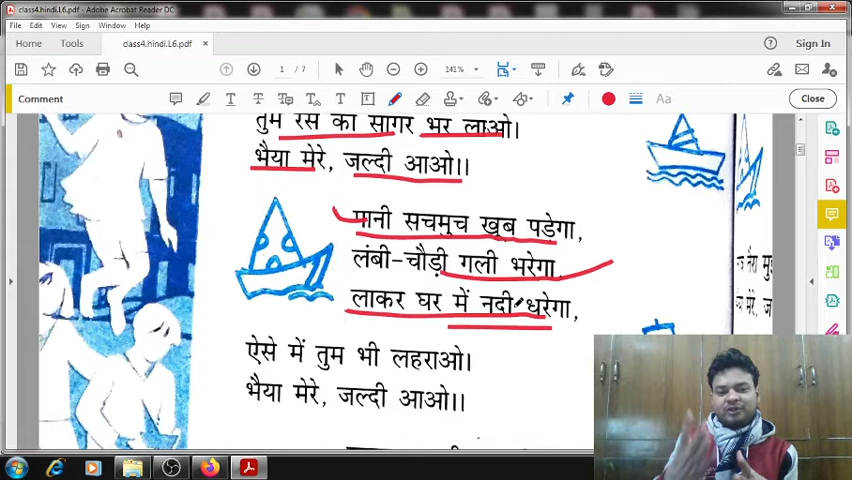 class4.hindi.L6.pdf - Adobe Acrobat Reader DC
File Edit View Sign Window Help
Home Tools class4.hindi.L6.pdf × Sign In
1 / 7 141%
Comment Aa Close
तुम रस का सागर भर लाओ।
भैया मेरे, जल्दी आओ।।
पानी सचमुच खूब पड़ेगा,
लंबी-चौड़ी गली भरेगा,
लाकर घर में नदी धरेगा,
ऐसे में तुम भी लहराओ।
भैया मेरे, जल्दी आओ।।